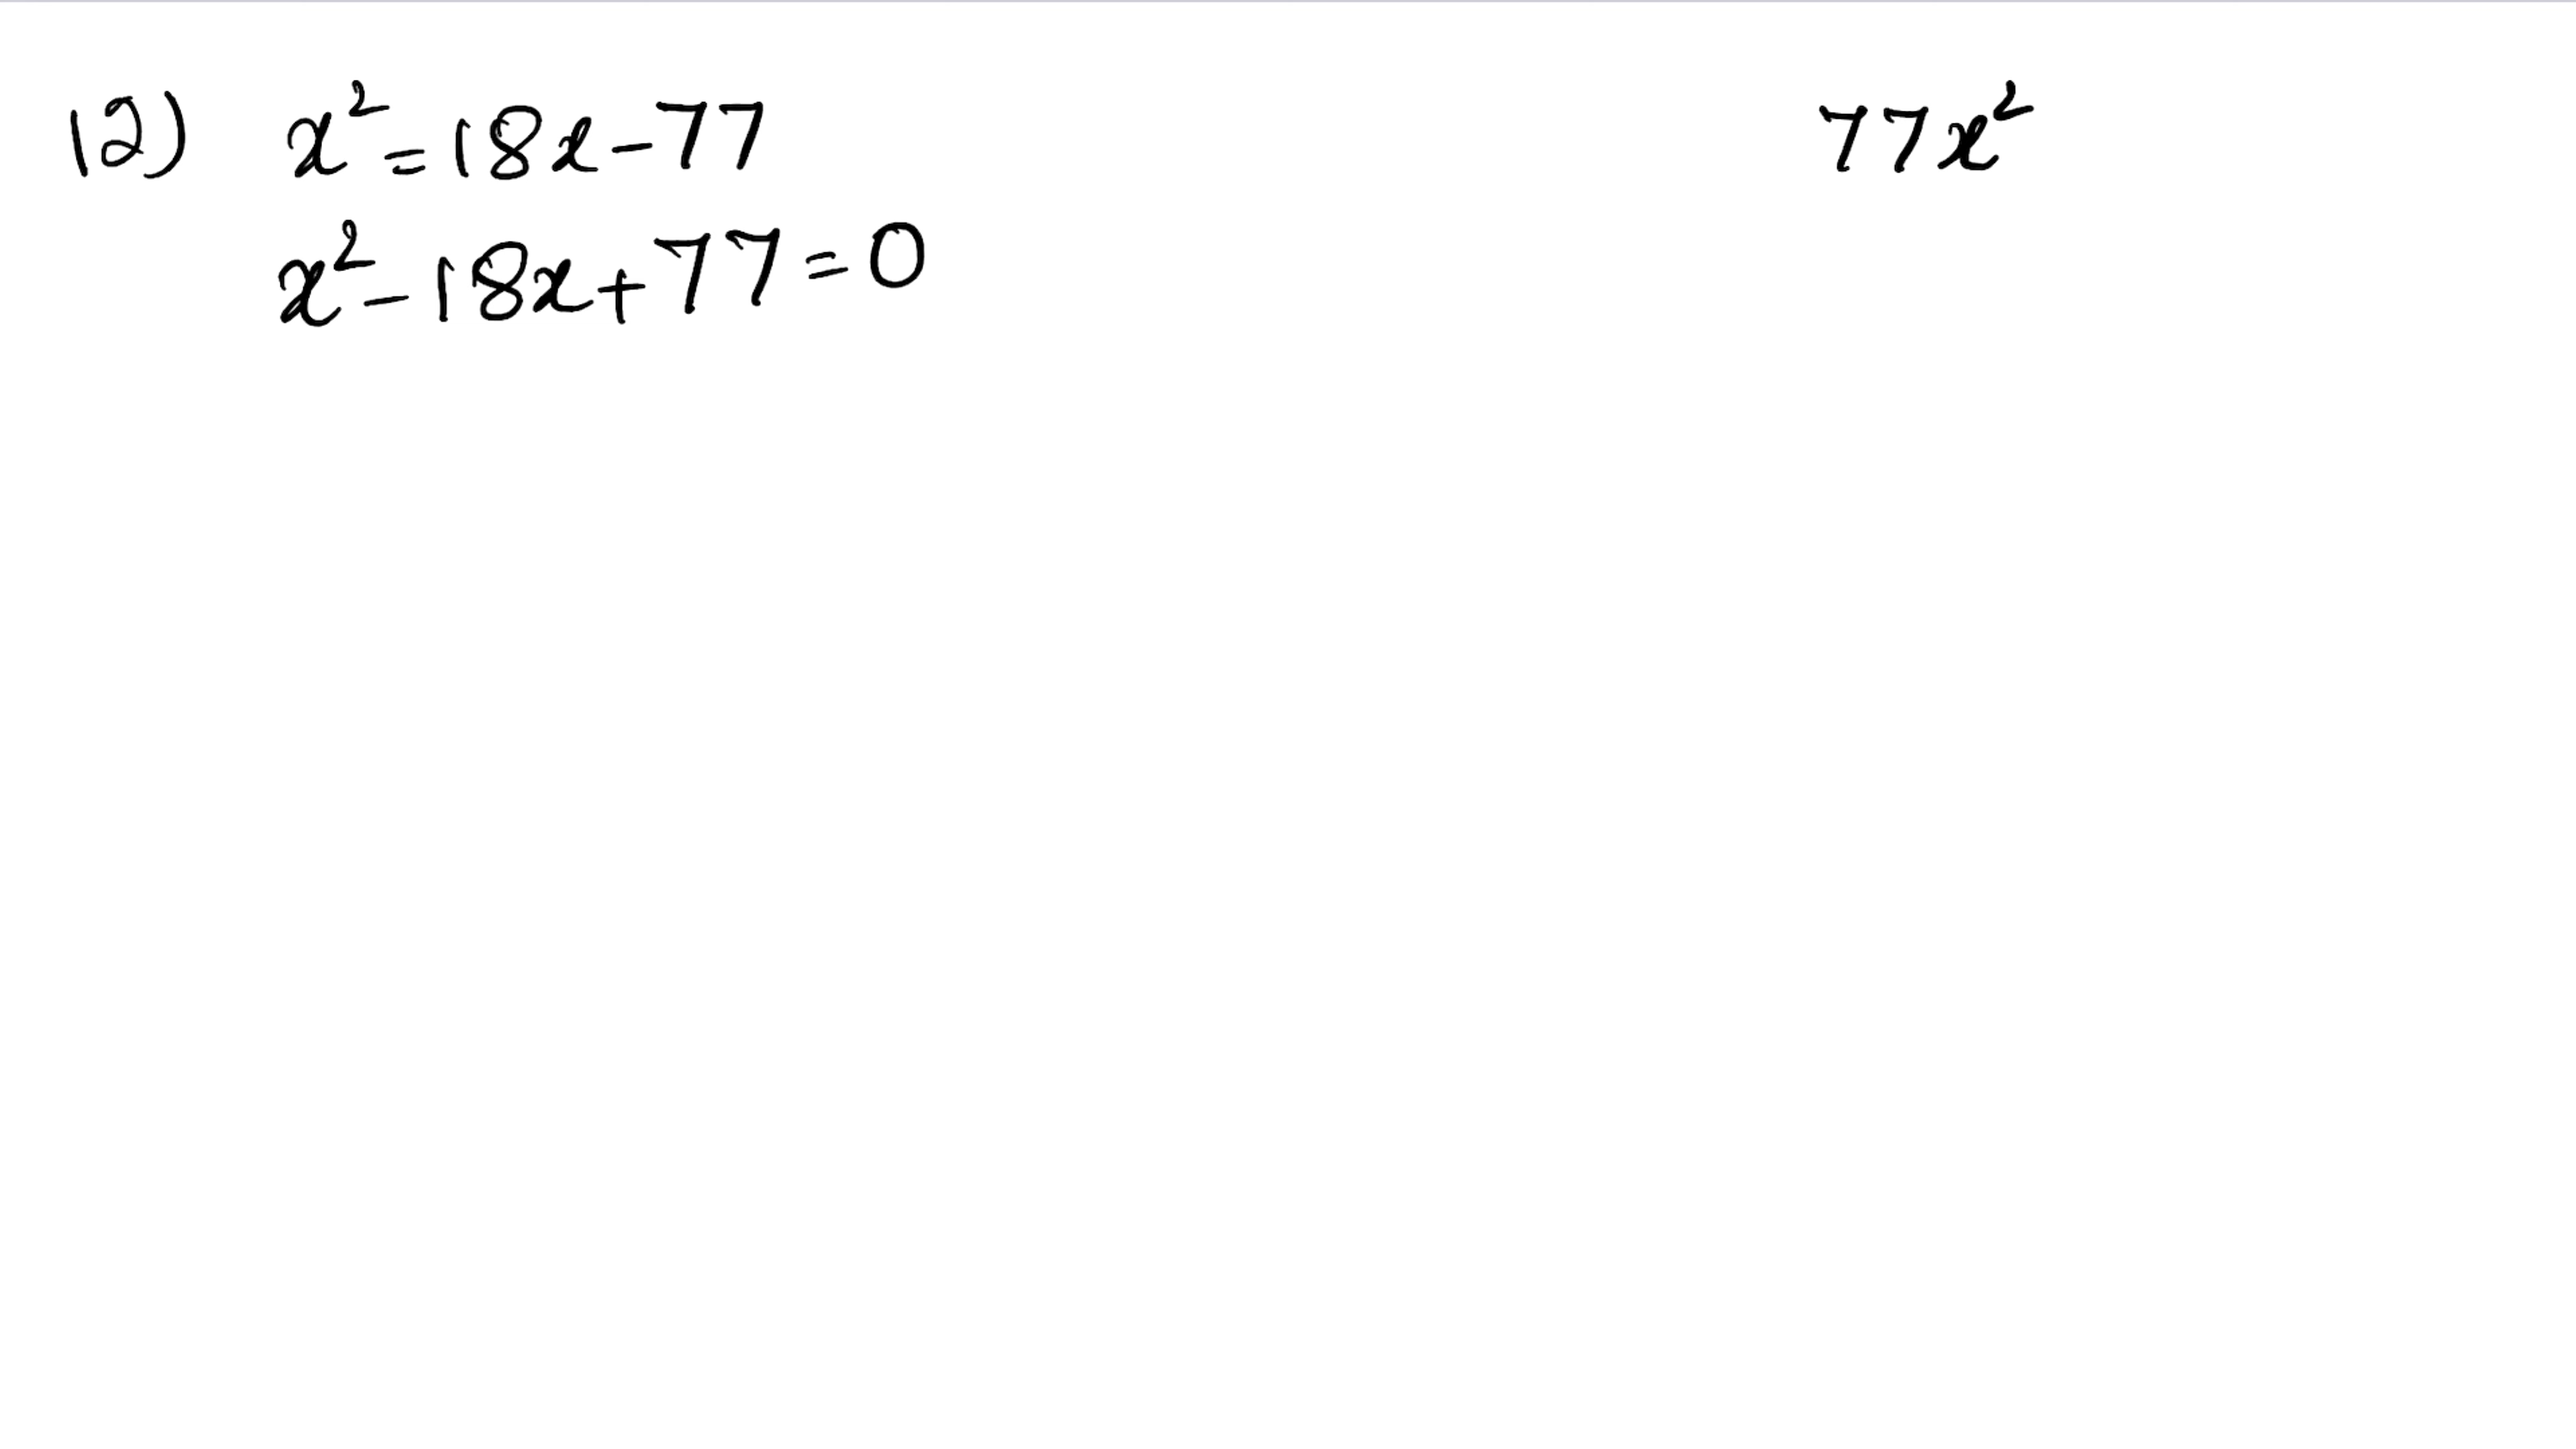 12) x² = 18x - 77
77x²
x² - 18x + 77 = 0